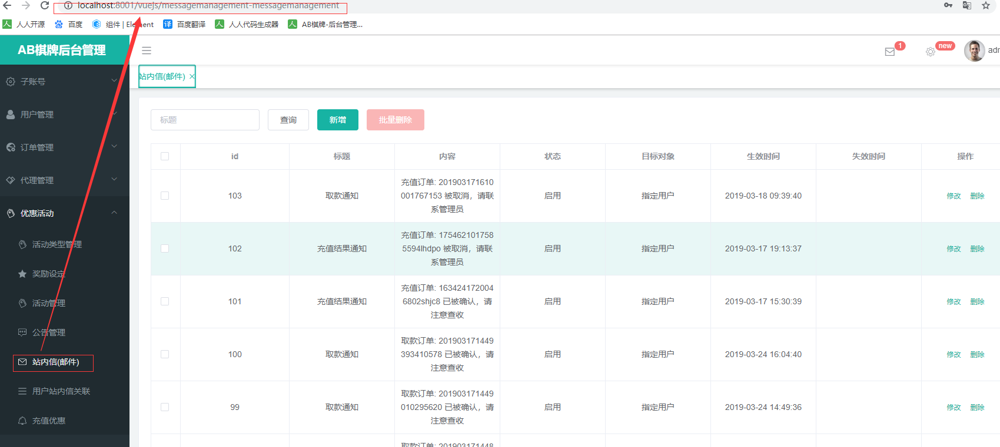 localhost:8001/vuejs/messagemanagement-messagemanagement
人人开源 百度 组件 | Element 百度翻译 人人代码生成器 AB棋牌-后台管理...
AB棋牌后台管理
1
new
adr
子账号
用户管理
订单管理
代理管理
优惠活动
活动类型管理
奖励设定
活动管理
公告管理
站内信(邮件)
用户站内信关联
充值优惠
站内信(邮件) ×
标题 查询 新增 批量删除
id 标题 内容 状态 目标对象 生效时间 失效时间 操作
充值订单: 201903171610
103 取款通知 001767153 被取消，请联 启用 指定用户 2019-03-18 09:39:40 修改 删除
系管理员
充值订单: 175462101758
102 充值结果通知 5594lhdpo 被取消，请联 启用 指定用户 2019-03-17 19:13:37 修改 删除
系管理员
充值订单: 163424172004
101 充值结果通知 6802shjc8 已被确认，请 启用 指定用户 2019-03-17 15:30:39 修改 删除
注意查收
取款订单: 201903171449
100 取款通知 393410578 已被确认，请 启用 指定用户 2019-03-24 16:04:40 修改 删除
注意查收
取款订单: 201903171449
99 取款通知 010295620 已被确认，请 启用 指定用户 2019-03-24 14:49:36 修改 删除
注意查收
取款订单: 201903171448